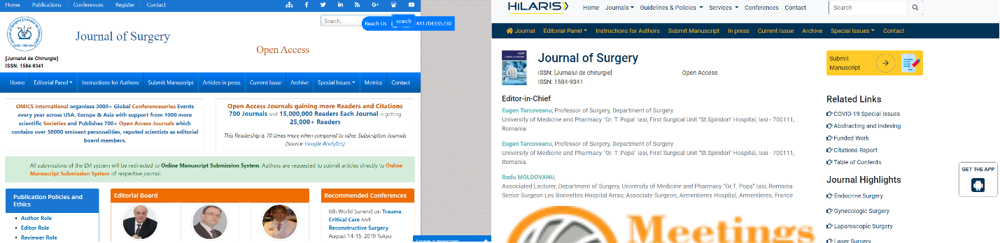 Home Publications Conferences Register Contact
Search..
Reach Us
search
441704335730
Journal of Surgery
Open Access
[Jurnalul de Chirurgie]
ISSN: 1584-9341
Home Editorial Panel Instructions for Authors Submit Manuscript Articles in press Current Issue Archive Special Issues Metrics Contact
OMICS International organises 3000+ Global Conferenceseries Events
every year across USA, Europe & Asia with support from 1000 more
scientific Societies and Publishes 700+ Open Access Journals which
contains over 50000 eminent personalities, reputed scientists as editorial
board members.
Open Access Journals gaining more Readers and Citations
700 Journals and 15,000,000 Readers Each Journal is getting
25,000+ Readers
This Readership is 10 times more when compared to other Subscription Journals
(Source: Google Analytics)
All submissions of the EM system will be redirected to Online Manuscript Submission System. Authors are requested to submit articles directly to Online
Manuscript Submission System of respective journal.
Publication Policies and
Ethics
Author Role
Editor Role
Reviewer Role
Editorial Board
Recommended Conferences
6th World Summit on Trauma,
Critical Care and
Reconstructive Surgery
August 14-15, 2019 Tokyo,
Leave a message
HiLARIS
Home Journals Guidelines & Policies Services Conferences Contact
Search
Journal Editorial Panel Instructions for Authors Submit Manuscript In press Current Issue Archive Special Issues Contact
Journal of Surgery
ISSN: [Jurnalul de chirurgie] Open Access
ISSN: 1584-9341
Editor-in-Chief
Eugen Tarcoveanu, Professor of Surgery, Department of Surgery
University of Medicine and Pharmacy "Gr. T. Popa" Iasi, First Surgical Unit "St.Spiridon" Hospital, Iasi - 700111,
Romania
Eugen Tarcoveanu, Professor of Surgery, Department of Surgery
University of Medicine and Pharmacy "Gr. T. Popa" Iasi, First Surgical Unit "St.Spiridon" Hospital, Iasi - 700111,
Romania
Radu MOLDOVANU,
Associated Lecturer, Department of Surgery, University of Medicine and Pharmacy "Gr.T. Popa" Iasi, Romania
Senior Surgeon Les Bonnettes Hospital Arras; Associate Surgeon, Armentieres Hospital, Armentieres, France
Meetings
Submit
Manuscript
Related Links
COVID-19 Special Issues
Abstracting and Indexing
Funded Work
Citations Report
Table of Contents
Journal Highlights
Endocrine Surgery
Gynecologic Surgery
Laparoscopic Surgery
Laser Surgery
GET THE APP